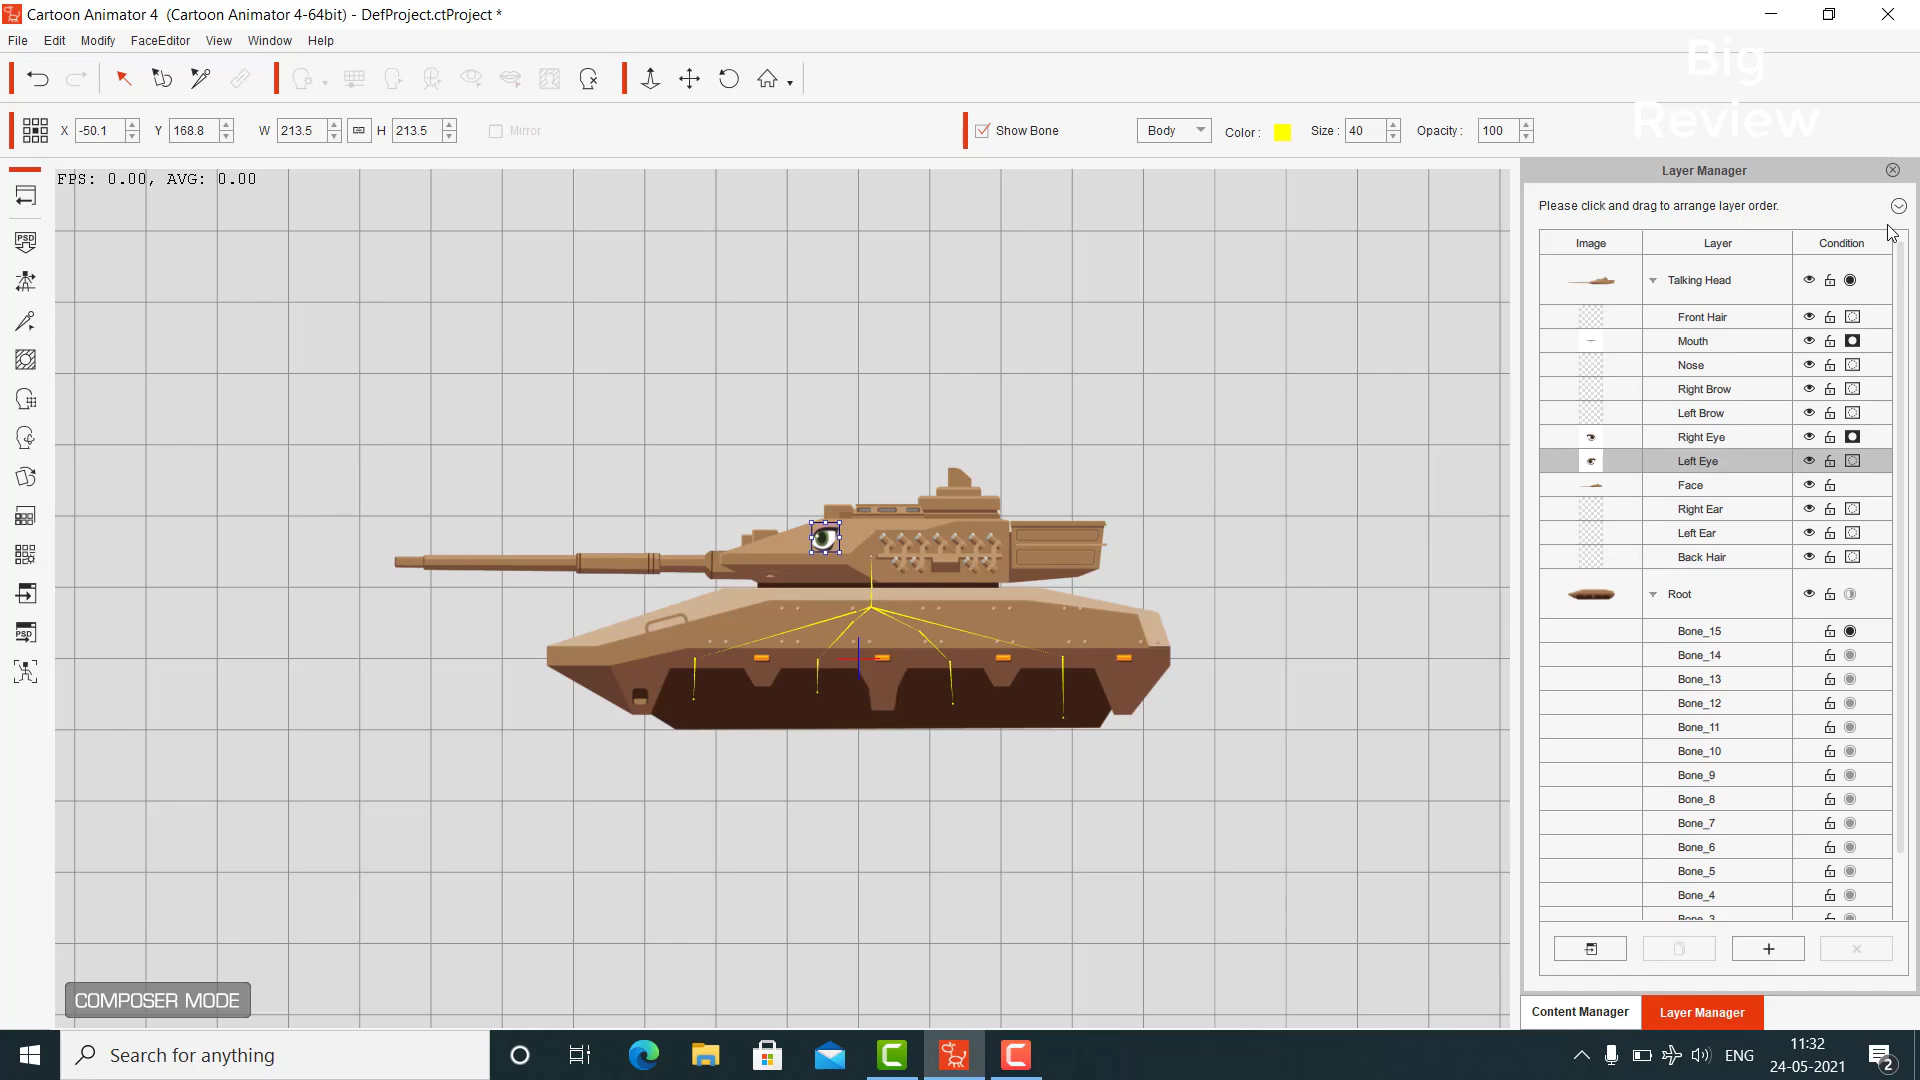 Cartoon Animator 4  (Cartoon Animator 4-64bit) - DefProject.ctProject *
File Edit Modify FaceEditor View Window Help
Big
Review
X -50.1 Y 168.8 W 213.5 H 213.5 Mirror Show Bone Body Color : Size : 40 Opacity : 100
FPS: 0.00, AVG: 0.00
Layer Manager
Please click and drag to arrange layer order.
Image Layer Condition
Talking Head
Front Hair
Mouth
Nose
Right Brow
Left Brow
Right Eye
Left Eye
Face
Right Ear
Left Ear
Back Hair
Root
Bone_15
Bone_14
Bone_13
Bone_12
Bone_11
Bone_10
Bone_9
Bone_8
Bone_7
Bone_6
Bone_5
Bone_4
Bone_3
PSD
PSD
COMPOSER MODE
Content Manager Layer Manager
Search for anything
ENG
11:32
24-05-2021
2